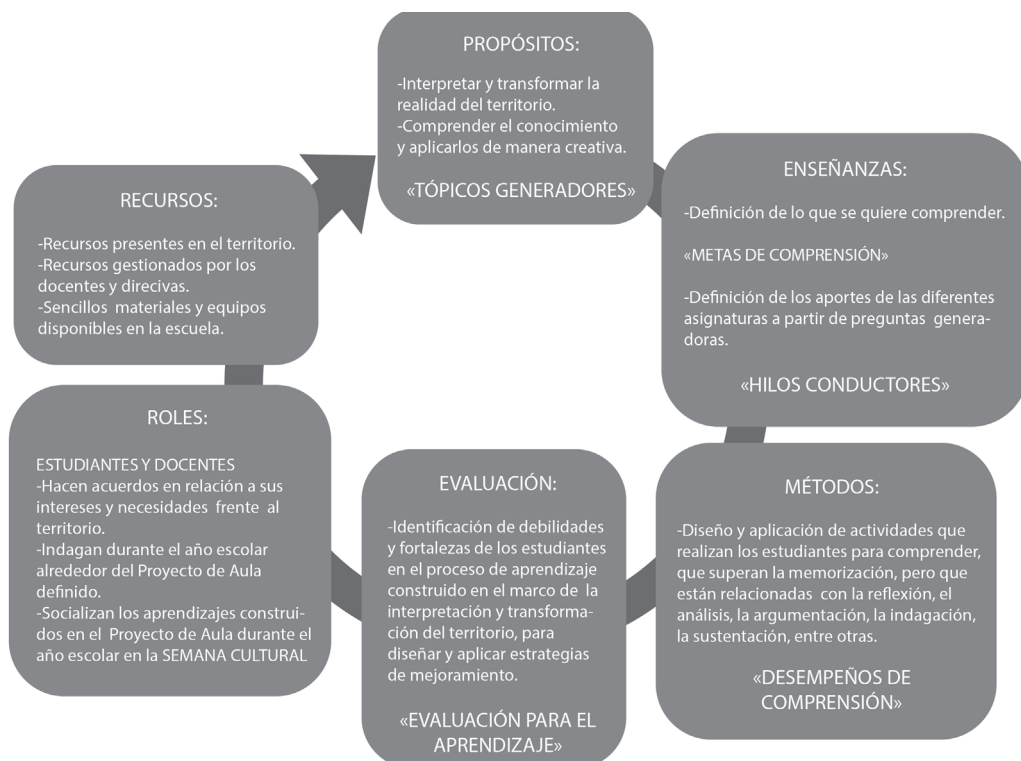 PROPÓSITOS:
-Interpretar y transformar la
realidad del territorio.
-Comprender el conocimiento
y aplicarlos de manera creativa.
«TÓPICOS GENERADORES»
ENSEÑANZAS:
-Definición de lo que se quiere comprender.
«METAS DE COMPRENSIÓN»
-Definición de los aportes de las diferentes
asignaturas a partir de preguntas genera-
doras.
«HILOS CONDUCTORES»
MÉTODOS:
-Diseño y aplicación de actividades que
realizan los estudiantes para comprender,
que superan la memorización, pero que
están relacionadas con la reflexión, el
análisis, la argumentación, la indagación,
la sustentación, entre otras.
«DESEMPEÑOS DE
COMPRENSIÓN»
EVALUACIÓN:
-Identificación de debilidades
y fortalezas de los estudiantes
en el proceso de aprendizaje
construido en el marco de la
interpretación y transforma-
ción del territorio, para
diseñar y aplicar estrategias
de mejoramiento.
«EVALUACIÓN PARA EL
APRENDIZAJE»
ROLES:
ESTUDIANTES Y DOCENTES
-Hacen acuerdos en relación a sus
intereses y necesidades frente al
territorio.
-Indagan durante el año escolar
alrededor del Proyecto de Aula
definido.
-Socializan los aprendizajes construi-
dos en el Proyecto de Aula durante el
año escolar en la SEMANA CULTURAL
RECURSOS:
-Recursos presentes en el territorio.
-Recursos gestionados por los
docentes y direcivas.
-Sencillos materiales y equipos
disponibles en la escuela.